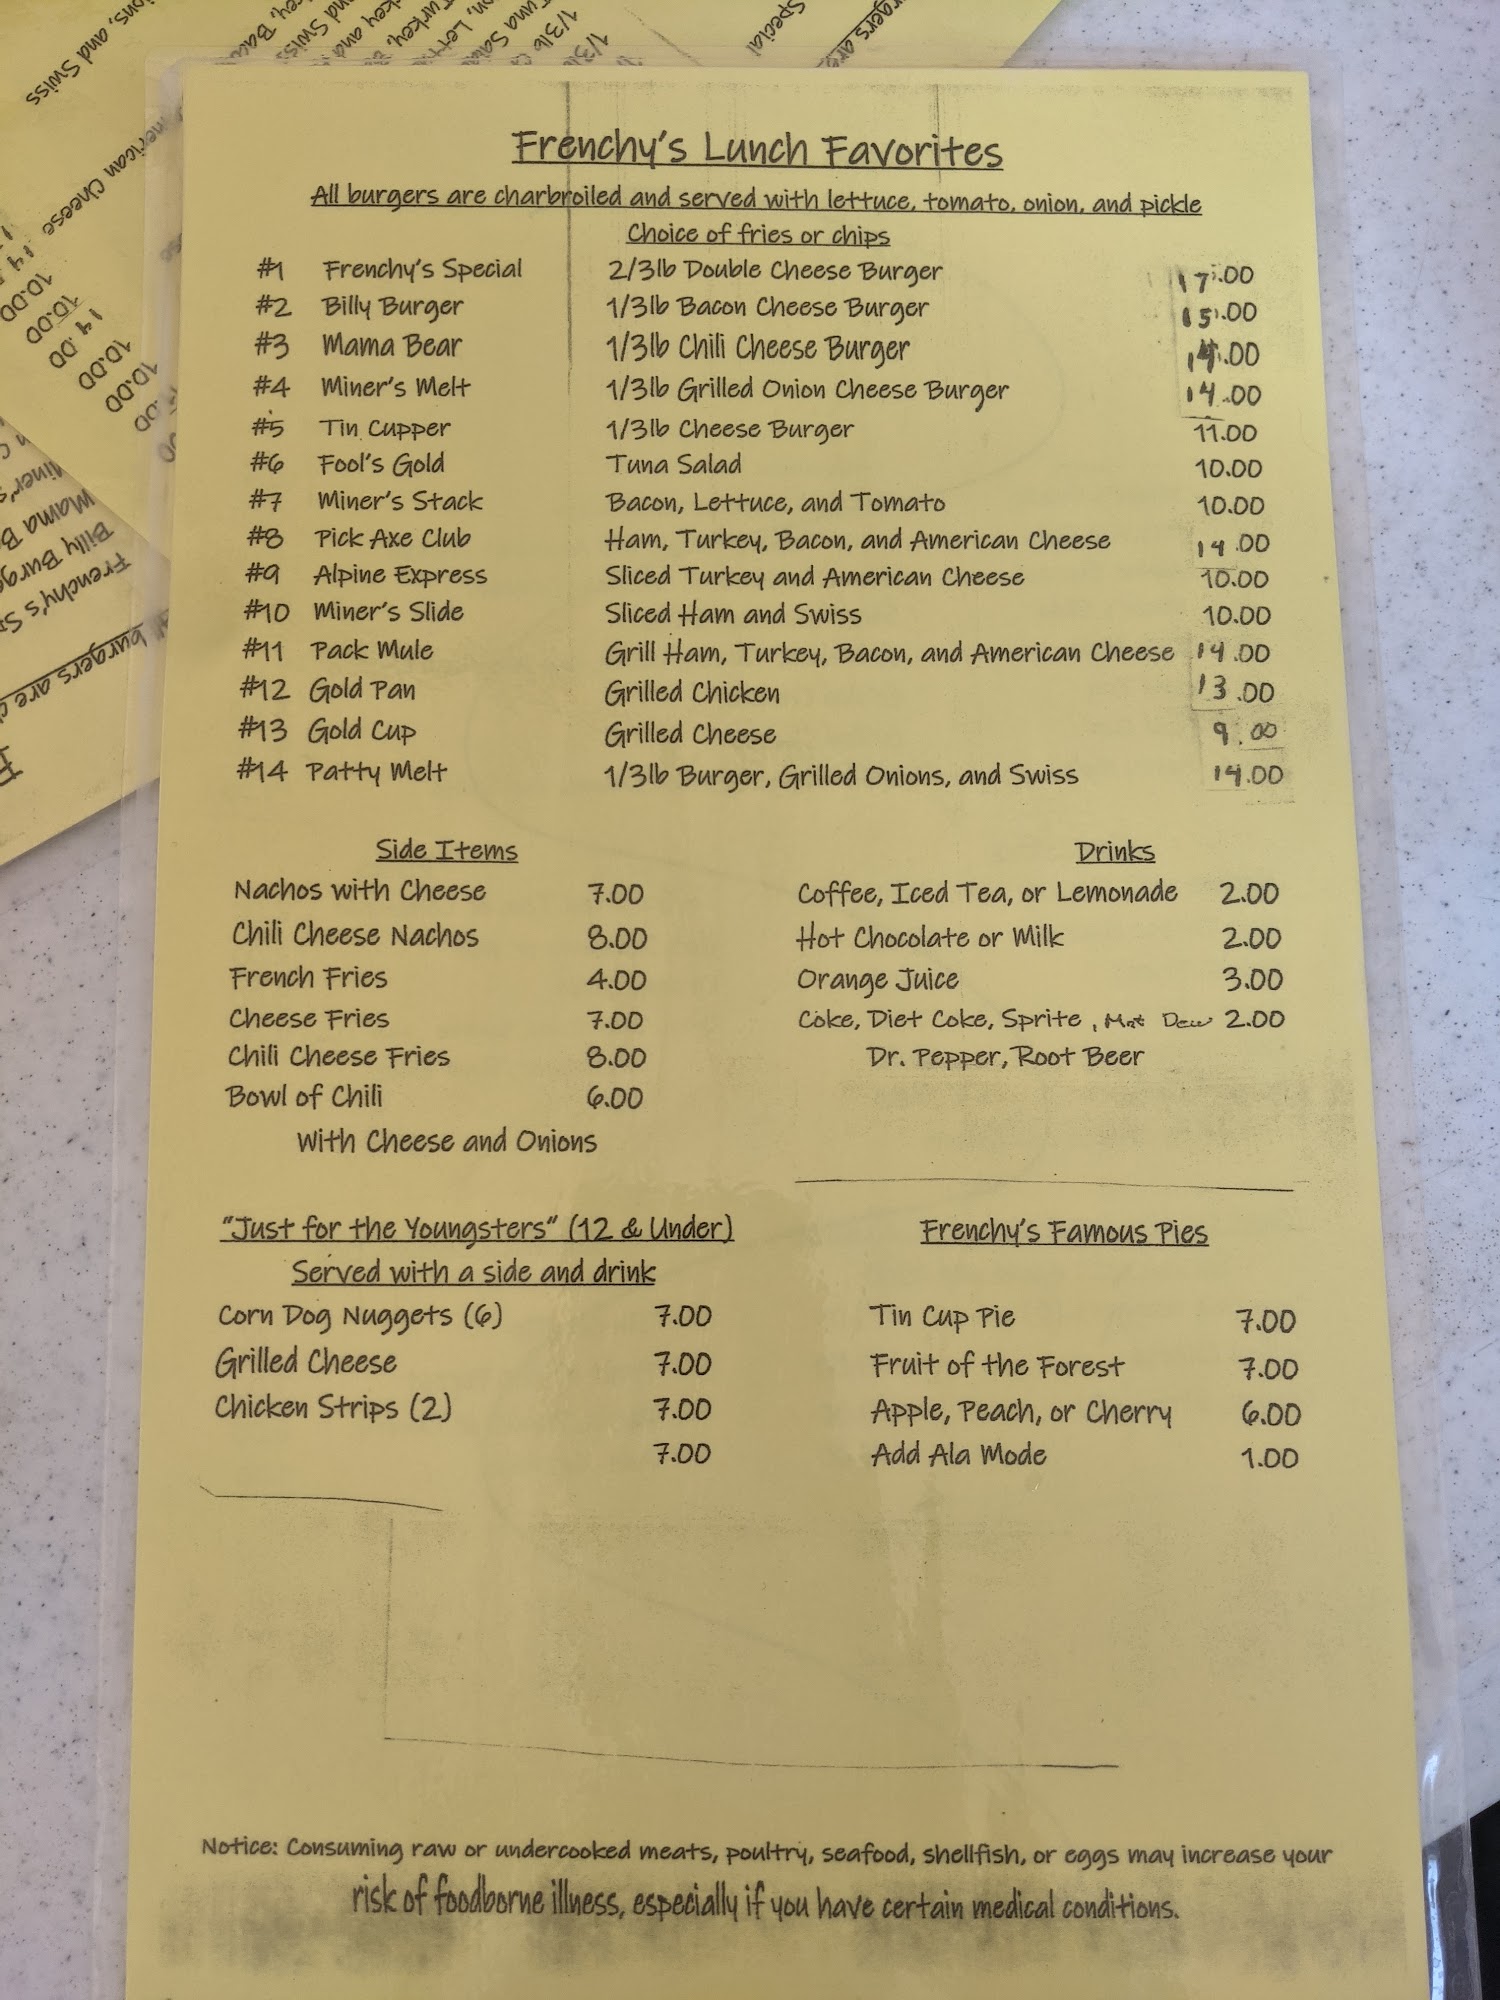 Frenchy's Lunch Favorites
All burgers are charbroiled and served with lettuce, tomato, onion, and pickle
Choice of fries or chips
#1 Frenchy's Special 2/3lb Double Cheese Burger 17.00
#2 Billy Burger 1/3lb Bacon Cheese Burger 15.00
#3 Mama Bear 1/3lb Chili Cheese Burger 14.00
#4 Miner's Melt 1/3lb Grilled Onion Cheese Burger 14.00
#5 Tin Cupper 1/3lb Cheese Burger 11.00
#6 Fool's Gold Tuna Salad 10.00
#7 Miner's Stack Bacon, Lettuce, and Tomato 10.00
#8 Pick Axe Club Ham, Turkey, Bacon, and American Cheese 14.00
#9 Alpine Express Sliced Turkey and American Cheese 10.00
#10 Miner's Slide Sliced Ham and Swiss 10.00
#11 Pack Mule Grill Ham, Turkey, Bacon, and American Cheese 14.00
#12 Gold Pan Grilled Chicken 13.00
#13 Gold Cup Grilled Cheese 9.00
#14 Patty Melt 1/3lb Burger, Grilled Onions, and Swiss 14.00
Side Items
Nachos with Cheese 7.00
Chili Cheese Nachos 8.00
French Fries 4.00
Cheese Fries 7.00
Chili Cheese Fries 8.00
Bowl of Chili 6.00
With Cheese and Onions
Drinks
Coffee, Iced Tea, or Lemonade 2.00
Hot Chocolate or Milk 2.00
Orange Juice 3.00
Coke, Diet Coke, Sprite, Mnt Dew 2.00
Dr. Pepper, Root Beer
"Just for the Youngsters" (12 & Under)
Served with a side and drink
Corn Dog Nuggets (6) 7.00
Grilled Cheese 7.00
Chicken Strips (2) 7.00
7.00
Frenchy's Famous Pies
Tin Cup Pie 7.00
Fruit of the Forest 7.00
Apple, Peach, or Cherry 6.00
Add Ala Mode 1.00
Notice: Consuming raw or undercooked meats, poultry, seafood, shellfish, or eggs may increase your
risk of foodborne illness, especially if you have certain medical conditions.